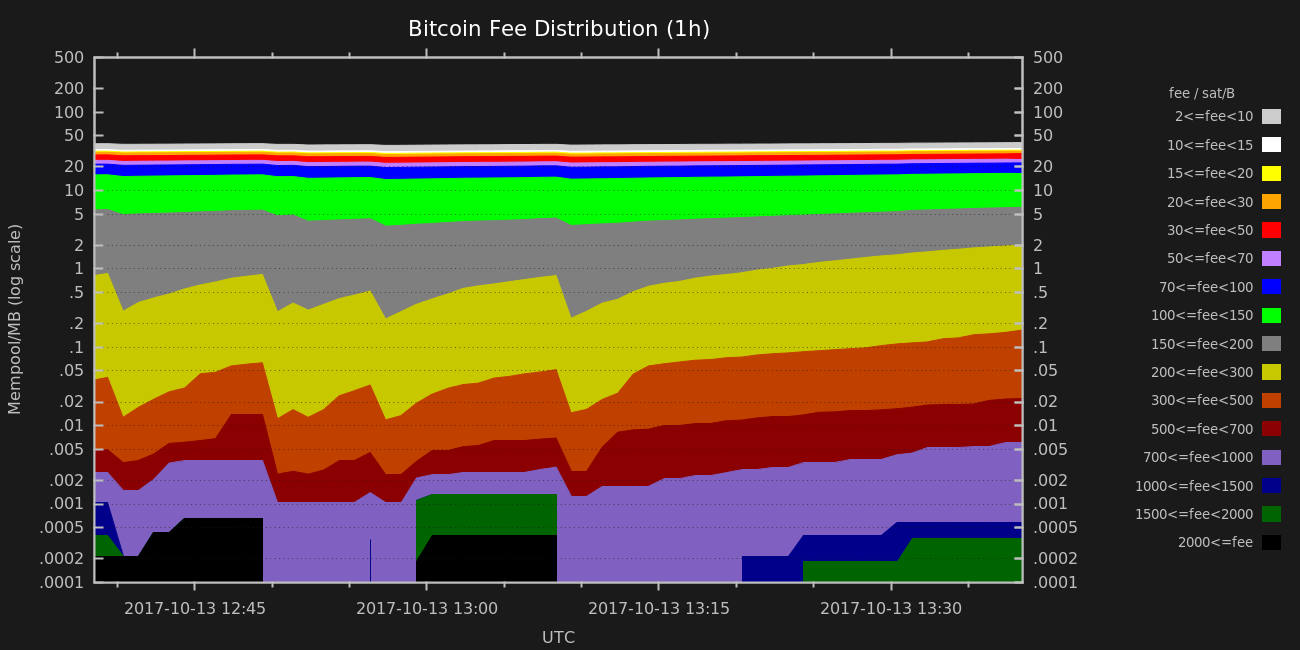 Bitcoin Fee Distribution (1h)
500
200
100
50
20
10
5
2
1
.5
.2
.1
.05
.02
.01
.005
.002
.001
.0005
.0002
.0001
Mempool/MB (log scale)
500
200
100
50
20
10
5
2
1
.5
.2
.1
.05
.02
.01
.005
.002
.001
.0005
.0002
.0001
2017-10-13 12:45
2017-10-13 13:00
2017-10-13 13:15
2017-10-13 13:30
UTC
fee / sat/B
2<=fee<10
10<=fee<15
15<=fee<20
20<=fee<30
30<=fee<50
50<=fee<70
70<=fee<100
100<=fee<150
150<=fee<200
200<=fee<300
300<=fee<500
500<=fee<700
700<=fee<1000
1000<=fee<1500
1500<=fee<2000
2000<=fee